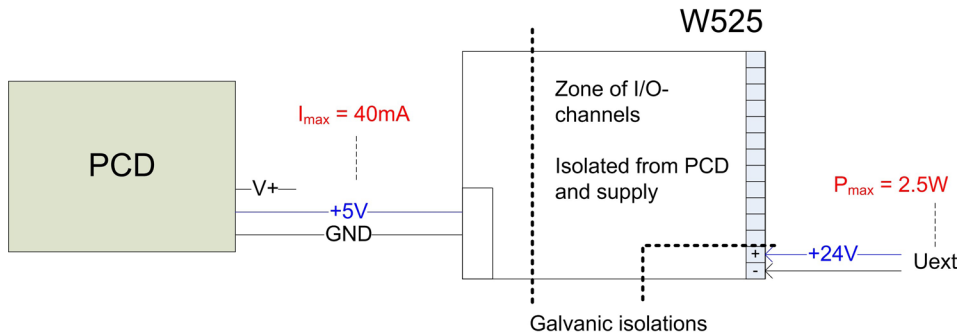 W525
Zone of I/O-
channels
Isolated from PCD
and supply
PCD
Imax = 40mA
V+
+5V
GND
Pmax = 2.5W
+
-
+24V
Uext
Galvanic isolations